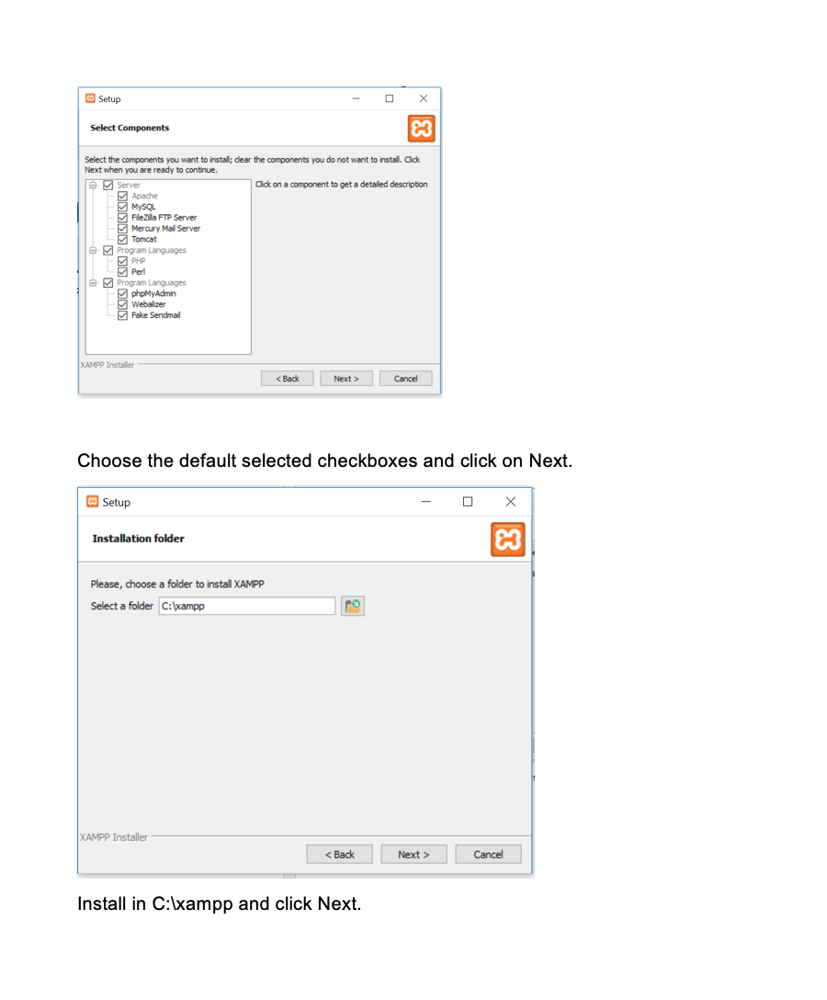 Setup
Select Components
Select the components you want to install; clear the components you do not want to install. Click
Next when you are ready to continue.
Server
Click on a component to get a detailed description
Apache
MySQL
FileZilla FTP Server
Mercury Mail Server
Tomcat
Program Languages
PHP
Perl
Program Languages
phpMyAdmin
Webalizer
Fake Sendmail
XAMPP Installer
< Back Next > Cancel
Choose the default selected checkboxes and click on Next.
Setup
Installation folder
Please, choose a folder to install XAMPP
Select a folder C:\xampp
XAMPP Installer
< Back Next > Cancel
Install in C:\xampp and click Next.